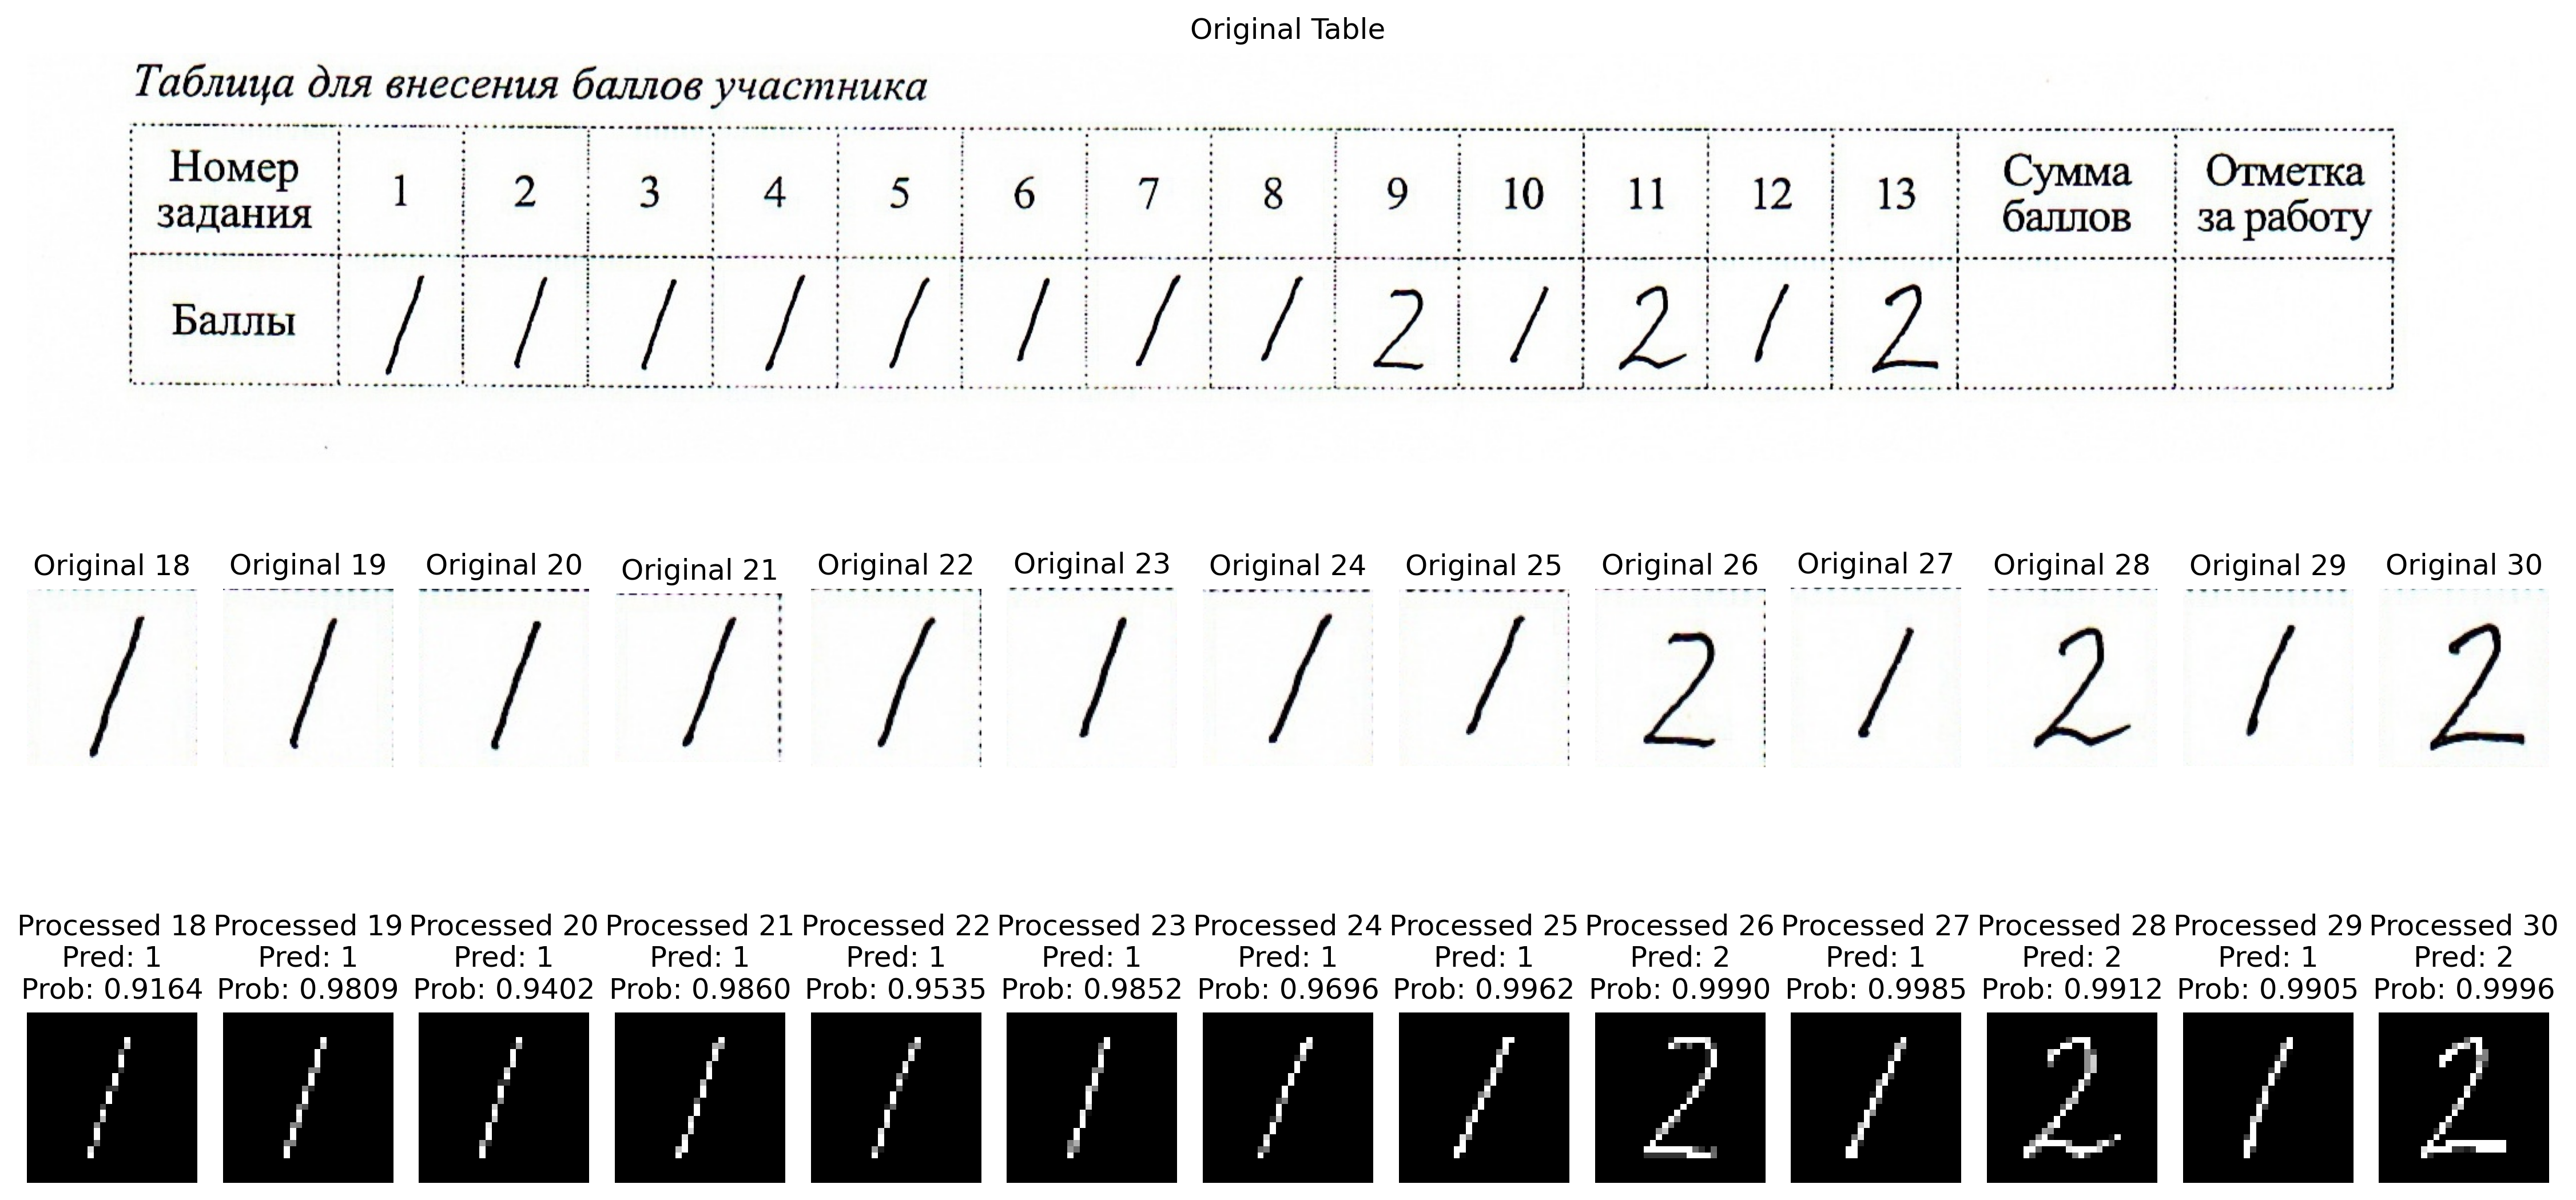 Original Table
Таблица для внесения баллов участника
Номер задания 1 2 3 4 5 6 7 8 9 10 11 12 13 Сумма баллов Отметка за работу
Баллы 1 1 1 1 1 1 1 1 2 1 2 1 2
Original 18 Original 19 Original 20 Original 21 Original 22 Original 23 Original 24 Original 25 Original 26 Original 27 Original 28 Original 29 Original 30
1 1 1 1 1 1 1 1 2 1 2 1 2
Processed 18 Processed 19 Processed 20 Processed 21 Processed 22 Processed 23 Processed 24 Processed 25 Processed 26 Processed 27 Processed 28 Processed 29 Processed 30
Pred: 1 Pred: 1 Pred: 1 Pred: 1 Pred: 1 Pred: 1 Pred: 1 Pred: 1 Pred: 2 Pred: 1 Pred: 2 Pred: 1 Pred: 2
Prob: 0.9164 Prob: 0.9809 Prob: 0.9402 Prob: 0.9860 Prob: 0.9535 Prob: 0.9852 Prob: 0.9696 Prob: 0.9962 Prob: 0.9990 Prob: 0.9985 Prob: 0.9912 Prob: 0.9905 Prob: 0.9996
1 1 1 1 1 1 1 1 2 1 2 1 2